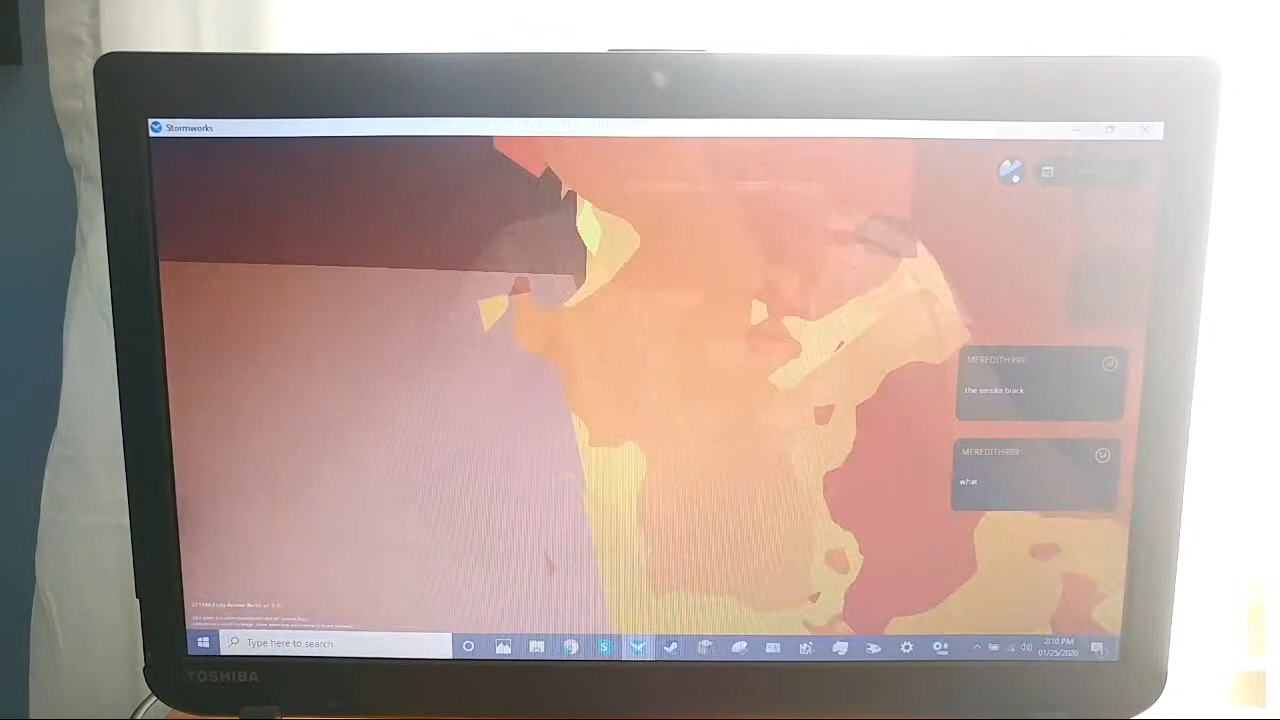 Stormworks
MEREDITH999
the smoke black
MEREDITH999
what
Type here to search
2:10 PM
01/25/2020
TOSHIBA